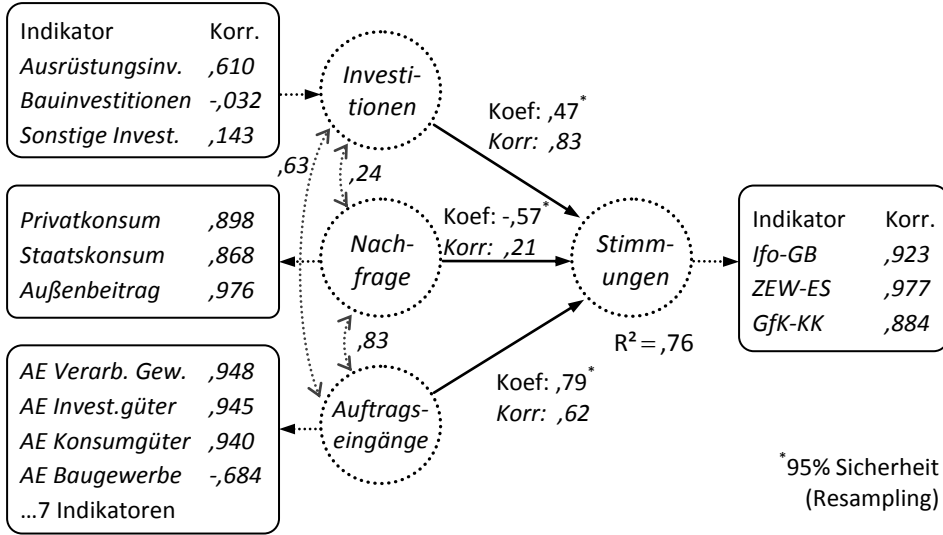 Indikator Korr.
Ausrüstungsinv. ,610
Bauinvestitionen -,032
Sonstige Invest. ,143
Investi-
tionen
Koef: ,47*
Korr: ,83
,63
,24
Privatkonsum ,898
Staatskonsum ,868
Außenbeitrag ,976
Nach-
frage
Koef: -,57*
Korr: ,21
Stimm-
ungen
R² = ,76
Indikator Korr.
Ifo-GB ,923
ZEW-ES ,977
GfK-KK ,884
,83
AE Verarb. Gew. ,948
AE Invest.güter ,945
AE Konsumgüter ,940
AE Baugewerbe -,684
...7 Indikatoren
Auftrags-
eingänge
Koef: ,79*
Korr: ,62
*95% Sicherheit
(Resampling)